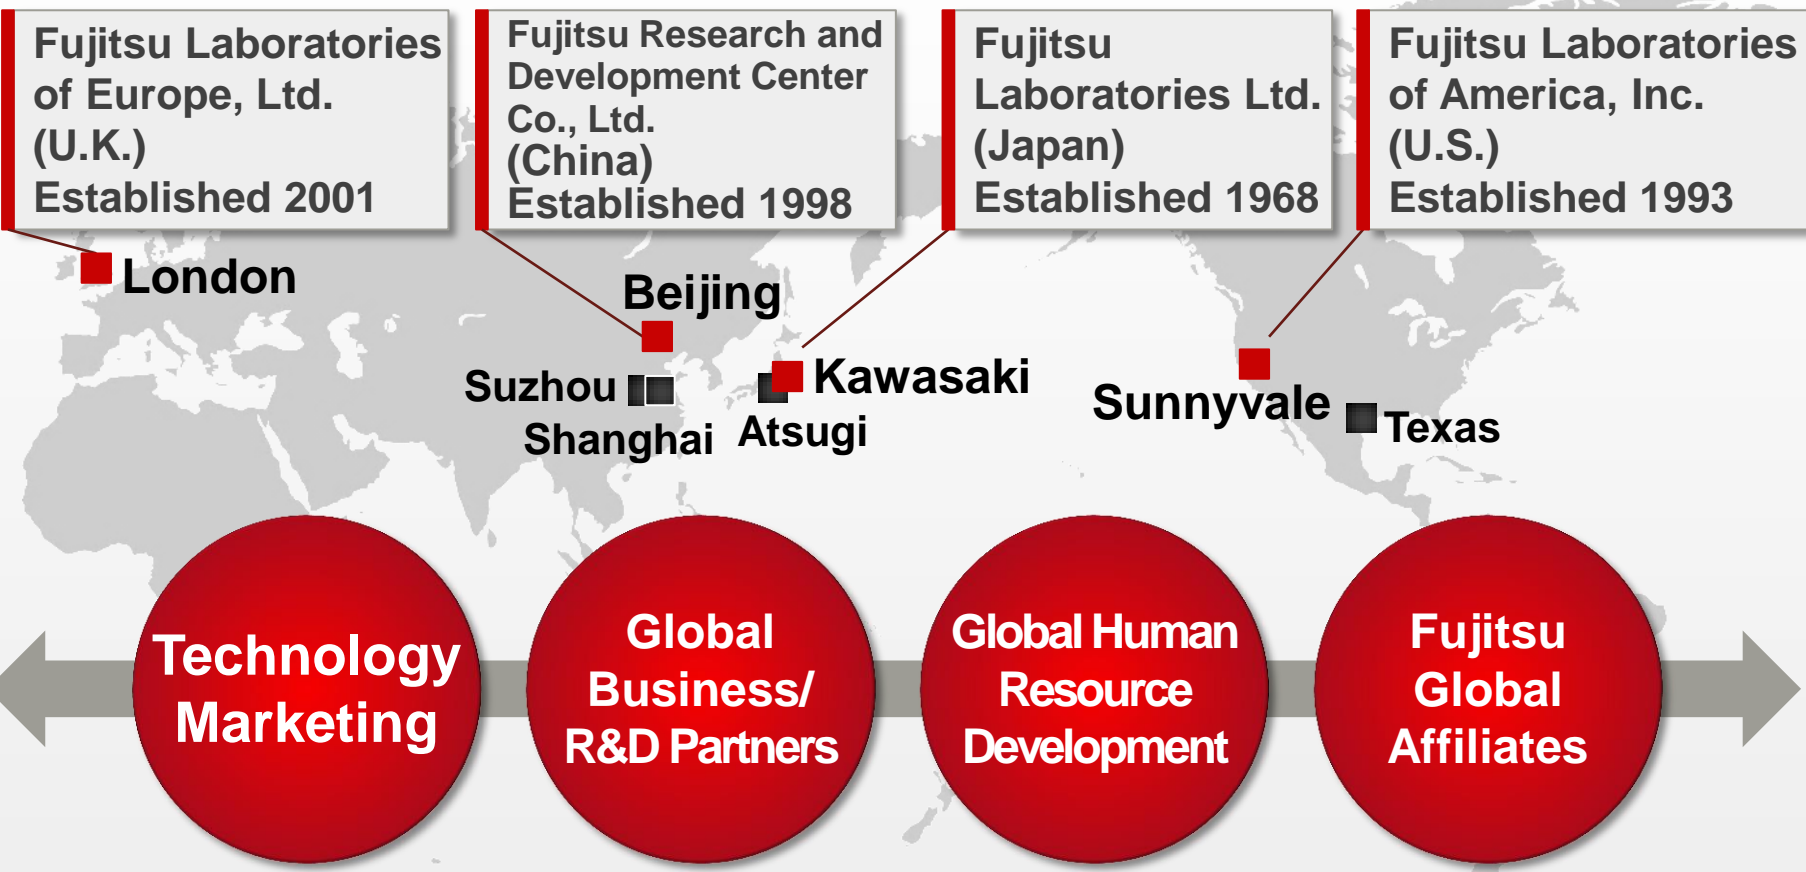 Fujitsu Laboratories
of Europe, Ltd.
(U.K.)
Established 2001
Fujitsu Research and
Development Center
Co., Ltd.
(China)
Established 1998
Fujitsu
Laboratories Ltd.
(Japan)
Established 1968
Fujitsu Laboratories
of America, Inc.
(U.S.)
Established 1993
London
Beijing
Suzhou
Shanghai
Kawasaki
Atsugi
Sunnyvale
Texas
Technology
Marketing
Global
Business/
R&D Partners
Global Human
Resource
Development
Fujitsu
Global
Affiliates